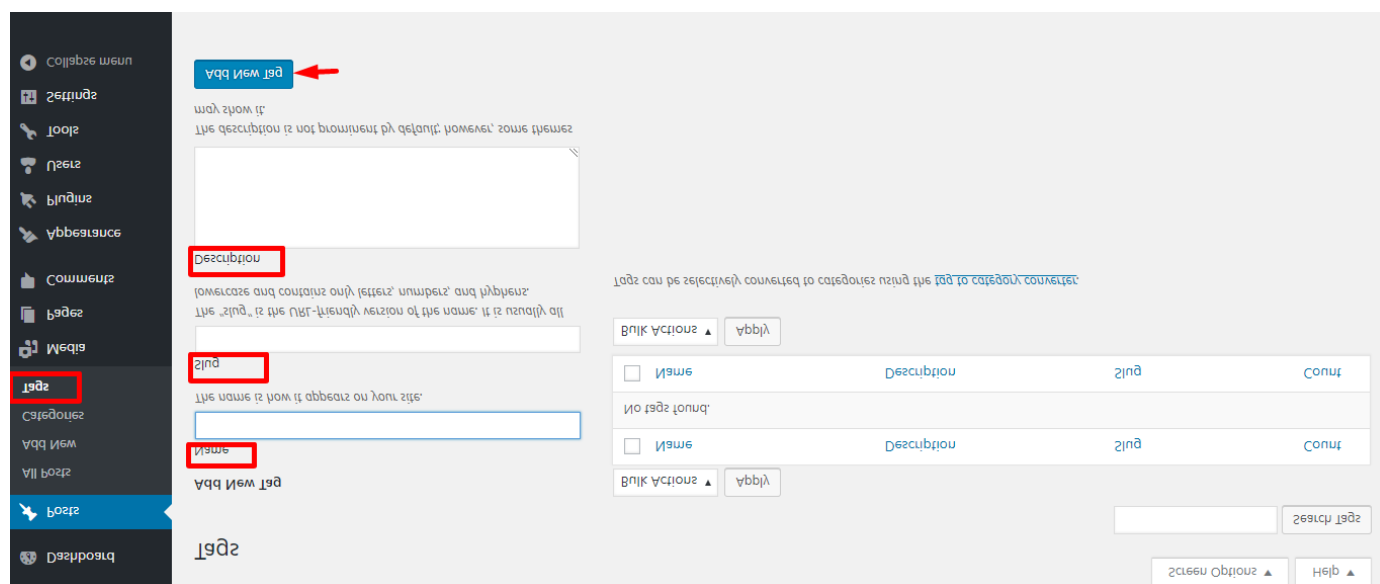 Screen Options ▼
Help ▼
Dashboard
Posts
All Posts
Add New
Categories
Tags
Media
Pages
Comments
Appearance
Plugins
Users
Tools
Settings
Collapse menu
Tags
Search Tags
Add New Tag
Name
The name is how it appears on your site.
Slug
The "slug" is the URL-friendly version of the name. It is usually all
lowercase and contains only letters, numbers, and hyphens.
Description
The description is not prominent by default; however, some themes
may show it.
Add New Tag
Bulk Actions ▼ Apply
Name Description Slug Count
No tags found.
Name Description Slug Count
Bulk Actions ▼ Apply
Tags can be selectively converted to categories using the tag to category converter.